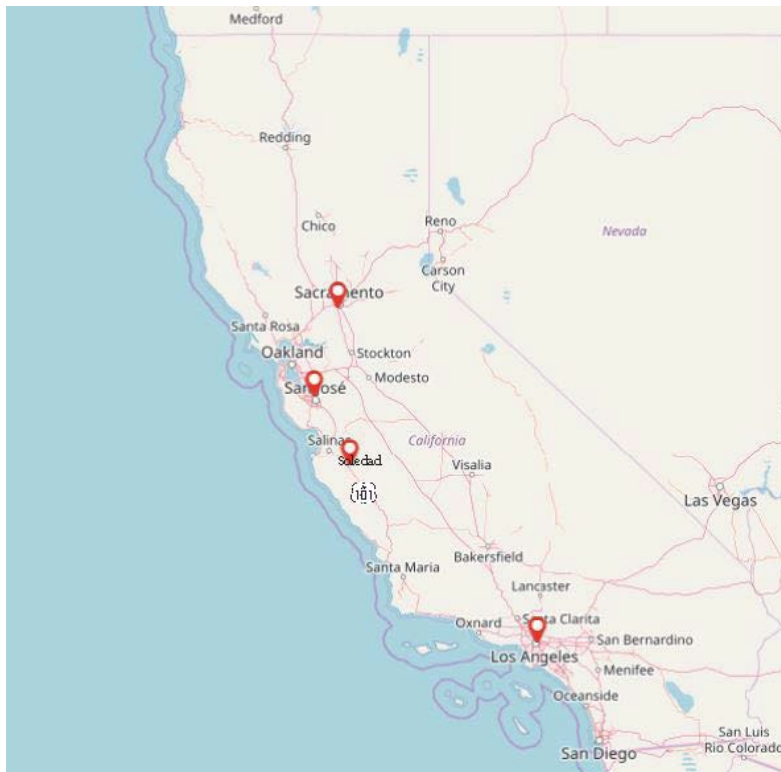 Medford
Redding
Chico
Reno
Nevada
Carson
City
Sacramento
Santa Rosa
Oakland
Stockton
San José
Modesto
Salinas
California
Soledad
Visalia
101
Las Vegas
Bakersfield
Santa Maria
Lancaster
Santa Clarita
Oxnard
San Bernardino
Los Angeles
Menifee
Oceanside
San Luis
Rio Colorado
San Diego